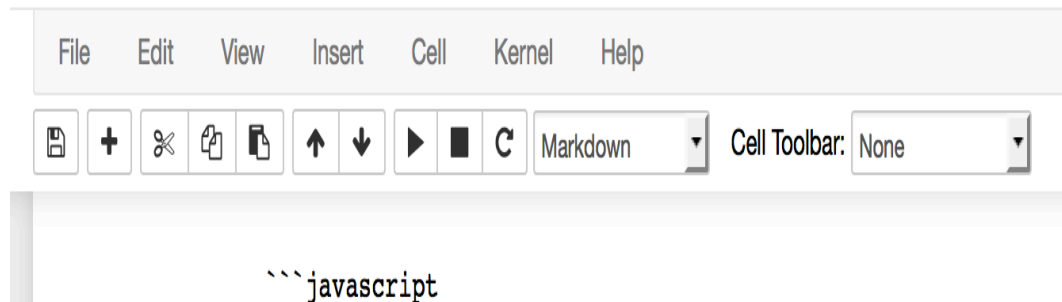 File Edit View Insert Cell Kernel Help
Markdown Cell Toolbar: None
```javascript